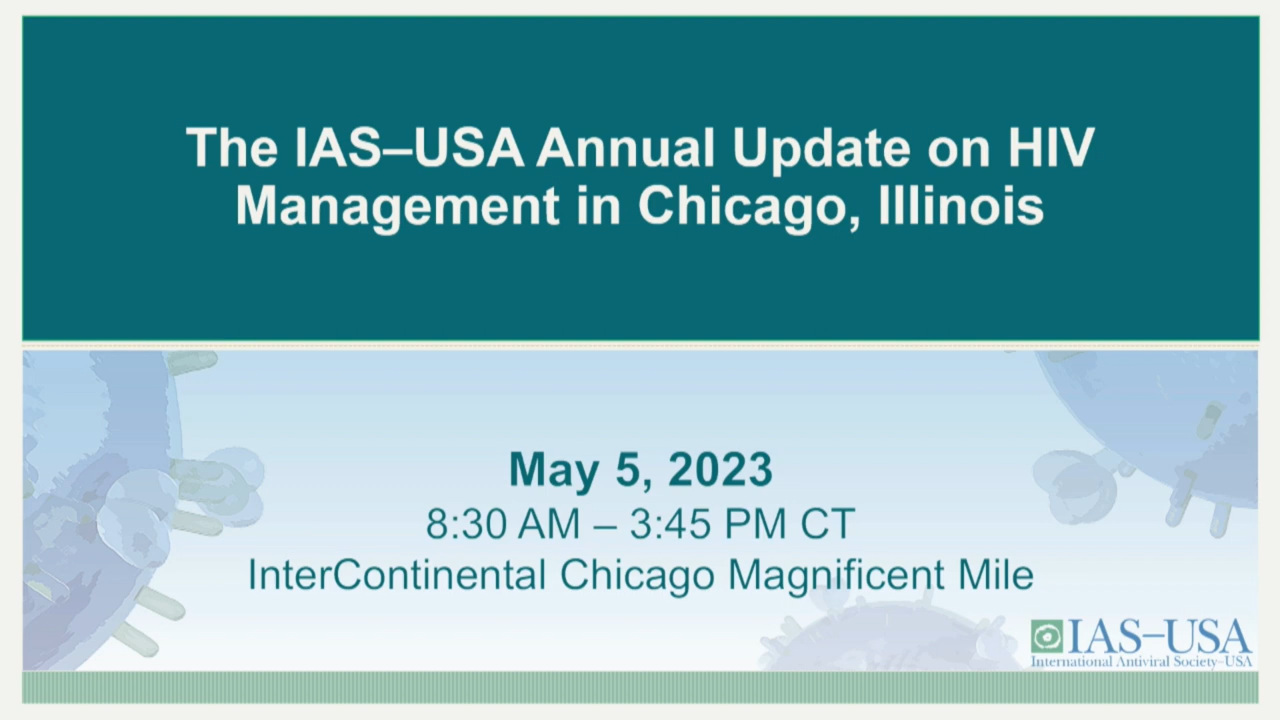 The IAS–USA Annual Update on HIV
Management in Chicago, Illinois
May 5, 2023
8:30 AM – 3:45 PM CT
InterContinental Chicago Magnificent Mile
IAS–USA
International Antiviral Society–USA